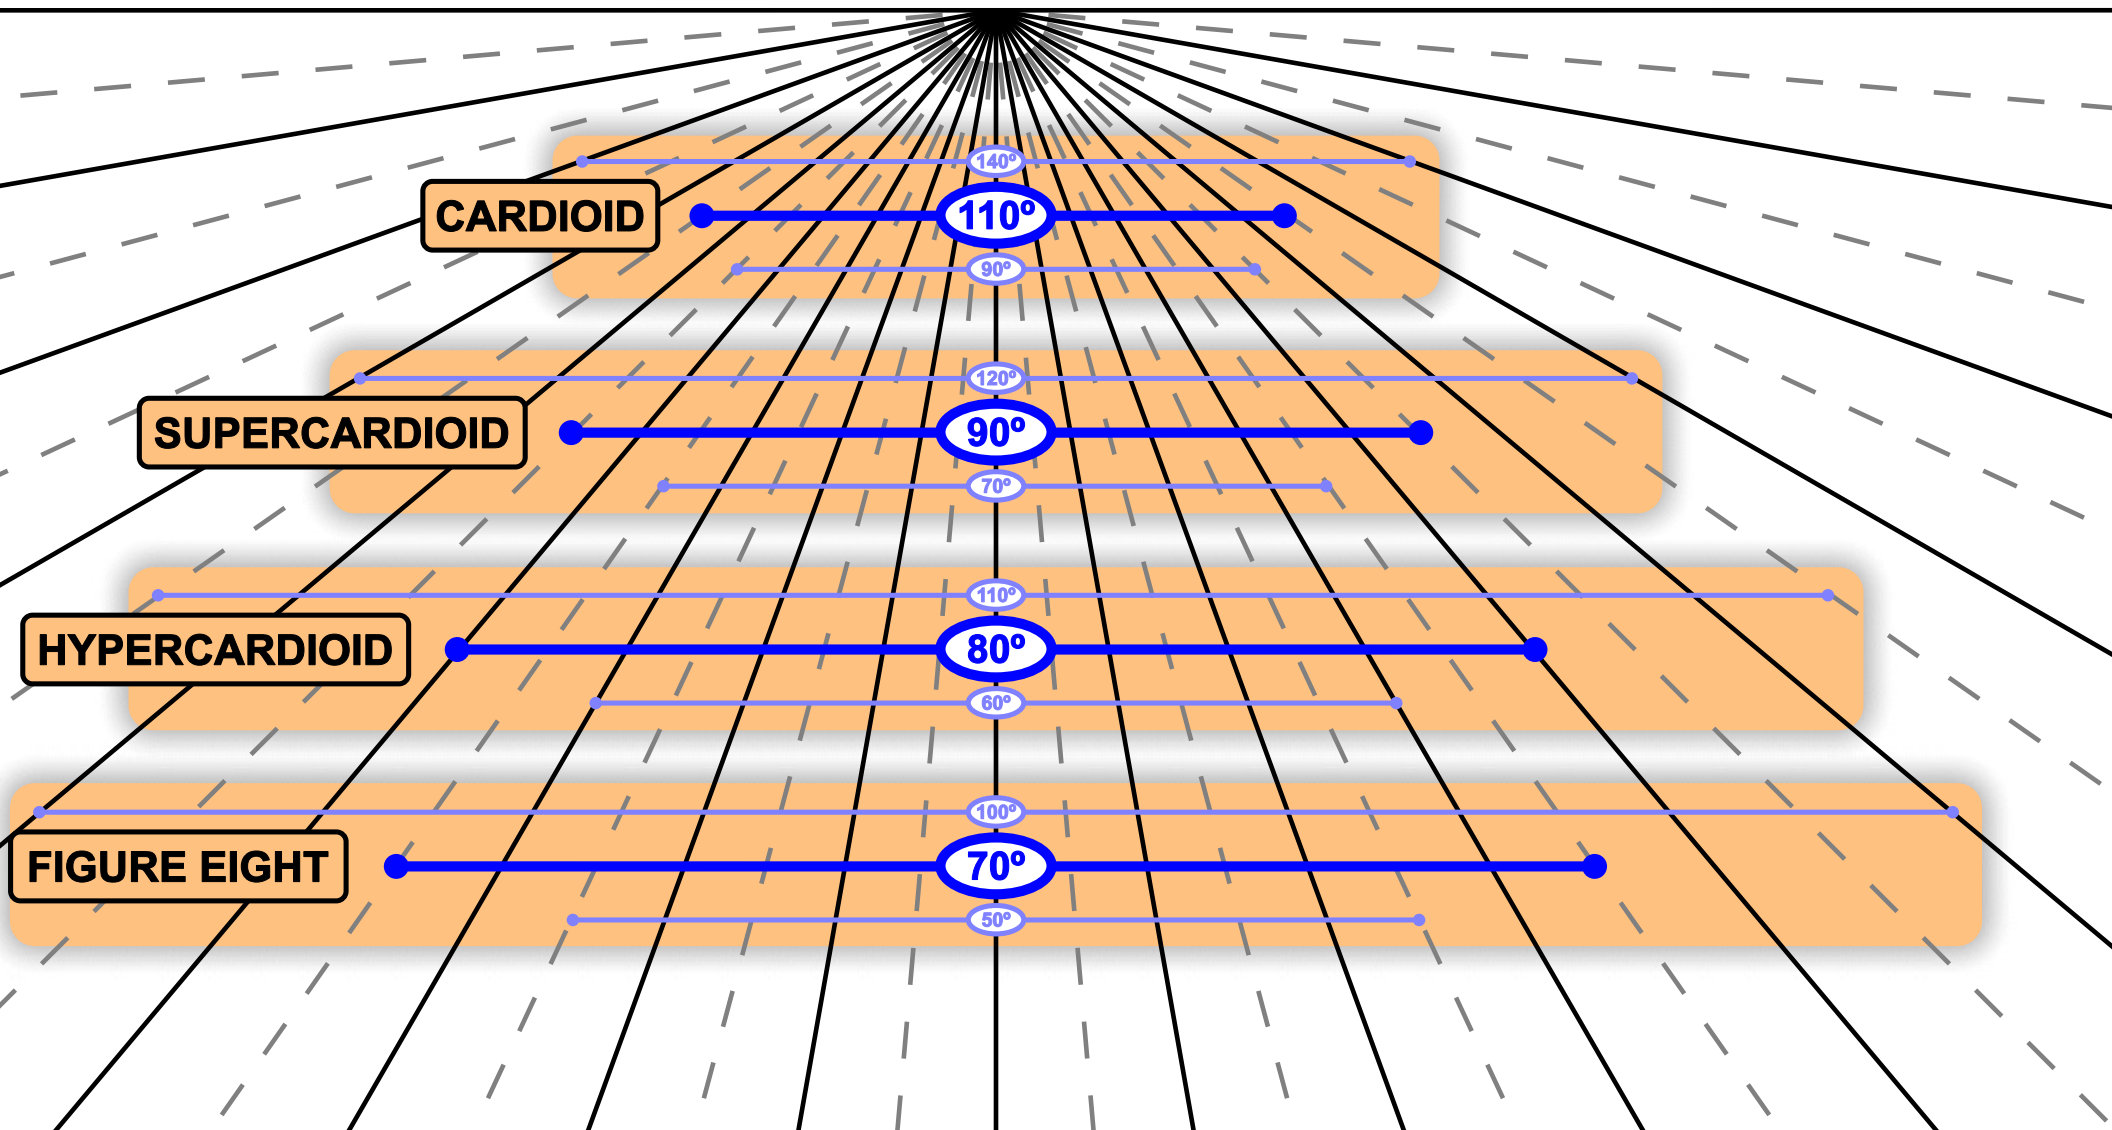 140º
CARDIOID 110º
90º
120º
SUPERCARDIOID 90º
70º
110º
HYPERCARDIOID 80º
60º
100º
FIGURE EIGHT 70º
50º